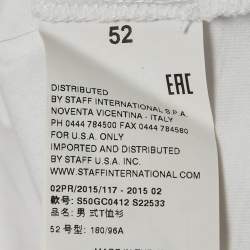 52
EAC
DISTRIBUTED
BY STAFF INTERNATIONAL S.P.A.
NOVENTA VICENTINA - ITALY
PH 0444 784500 FAX 0444 784580
FOR U.S.A. ONLY
IMPORTED AND DISTRIBUTED
BY STAFF U.S.A. INC.
WWW.STAFFINTERNATIONAL.COM
02PR/2015/117 - 2015 02
款号: S50GC0412 S22533
品名: 男 式T恤衫
52 号型: 180/96A